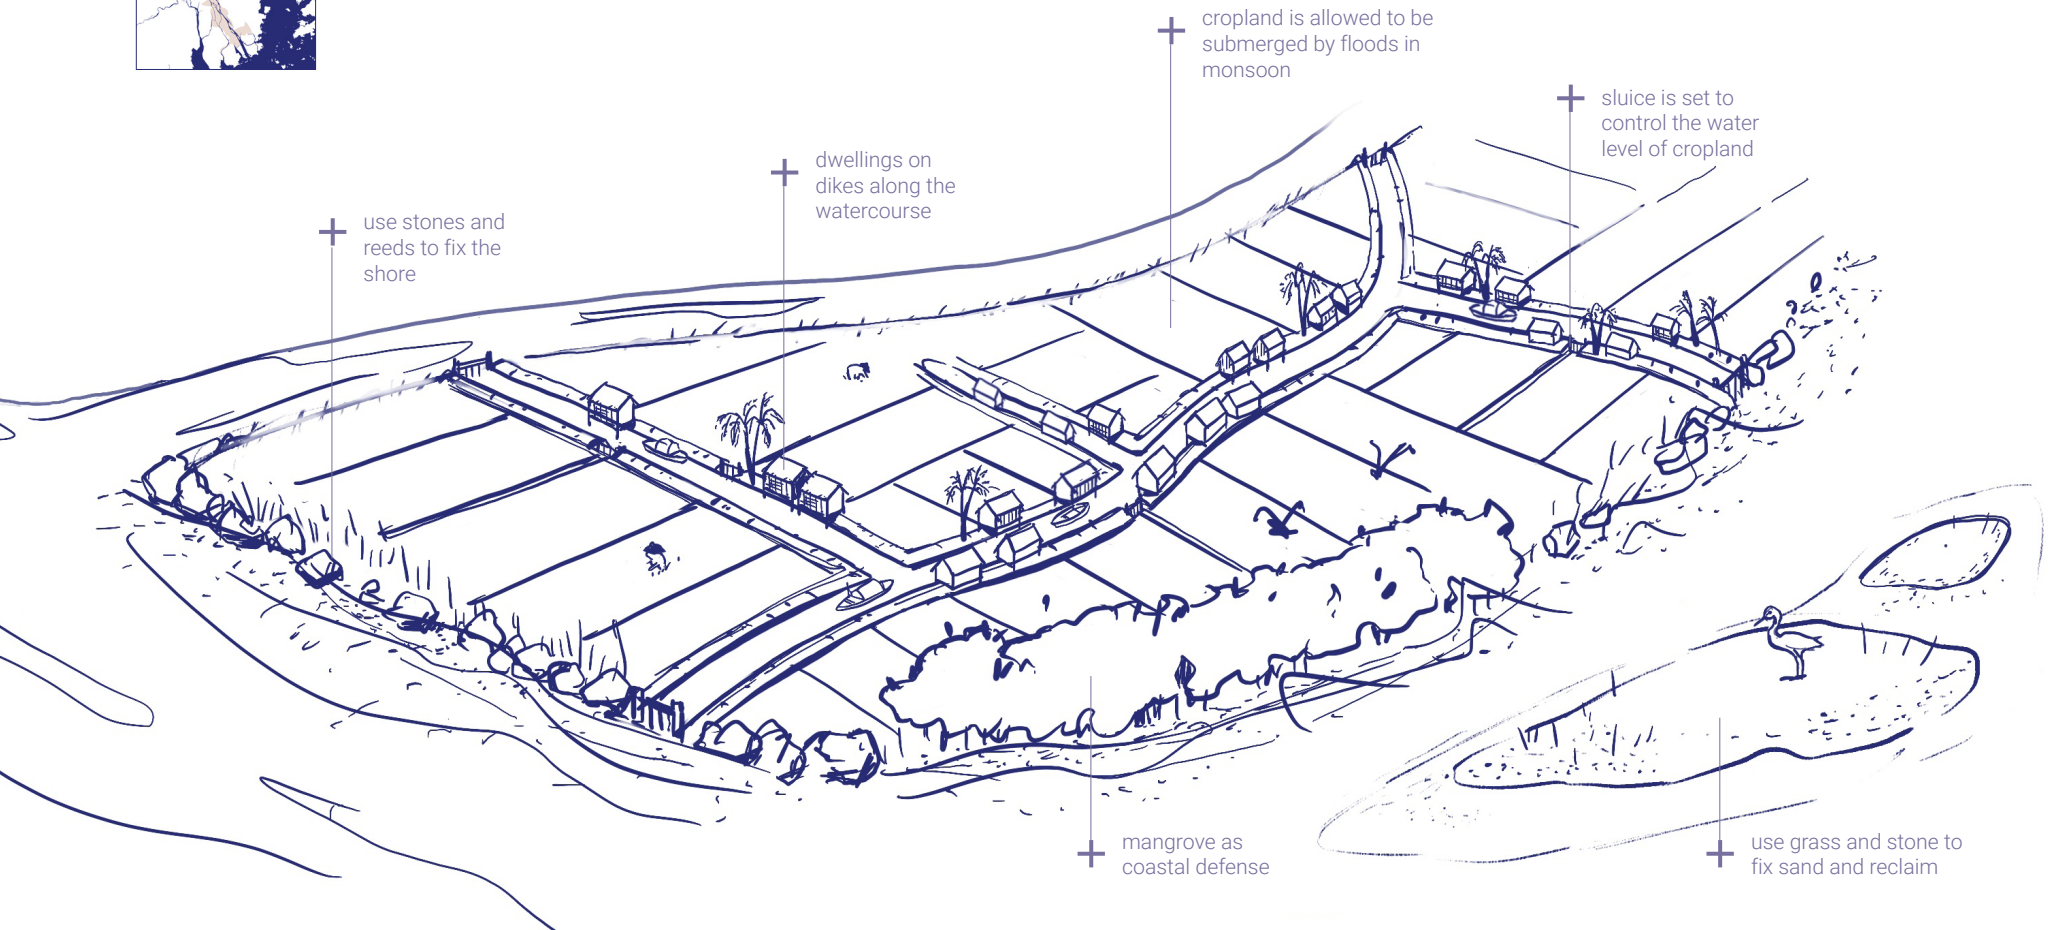 cropland is allowed to be
submerged by floods in
monsoon
sluice is set to
control the water
level of cropland
dwellings on
dikes along the
watercourse
use stones and
reeds to fix the
shore
mangrove as
coastal defense
use grass and stone to
fix sand and reclaim